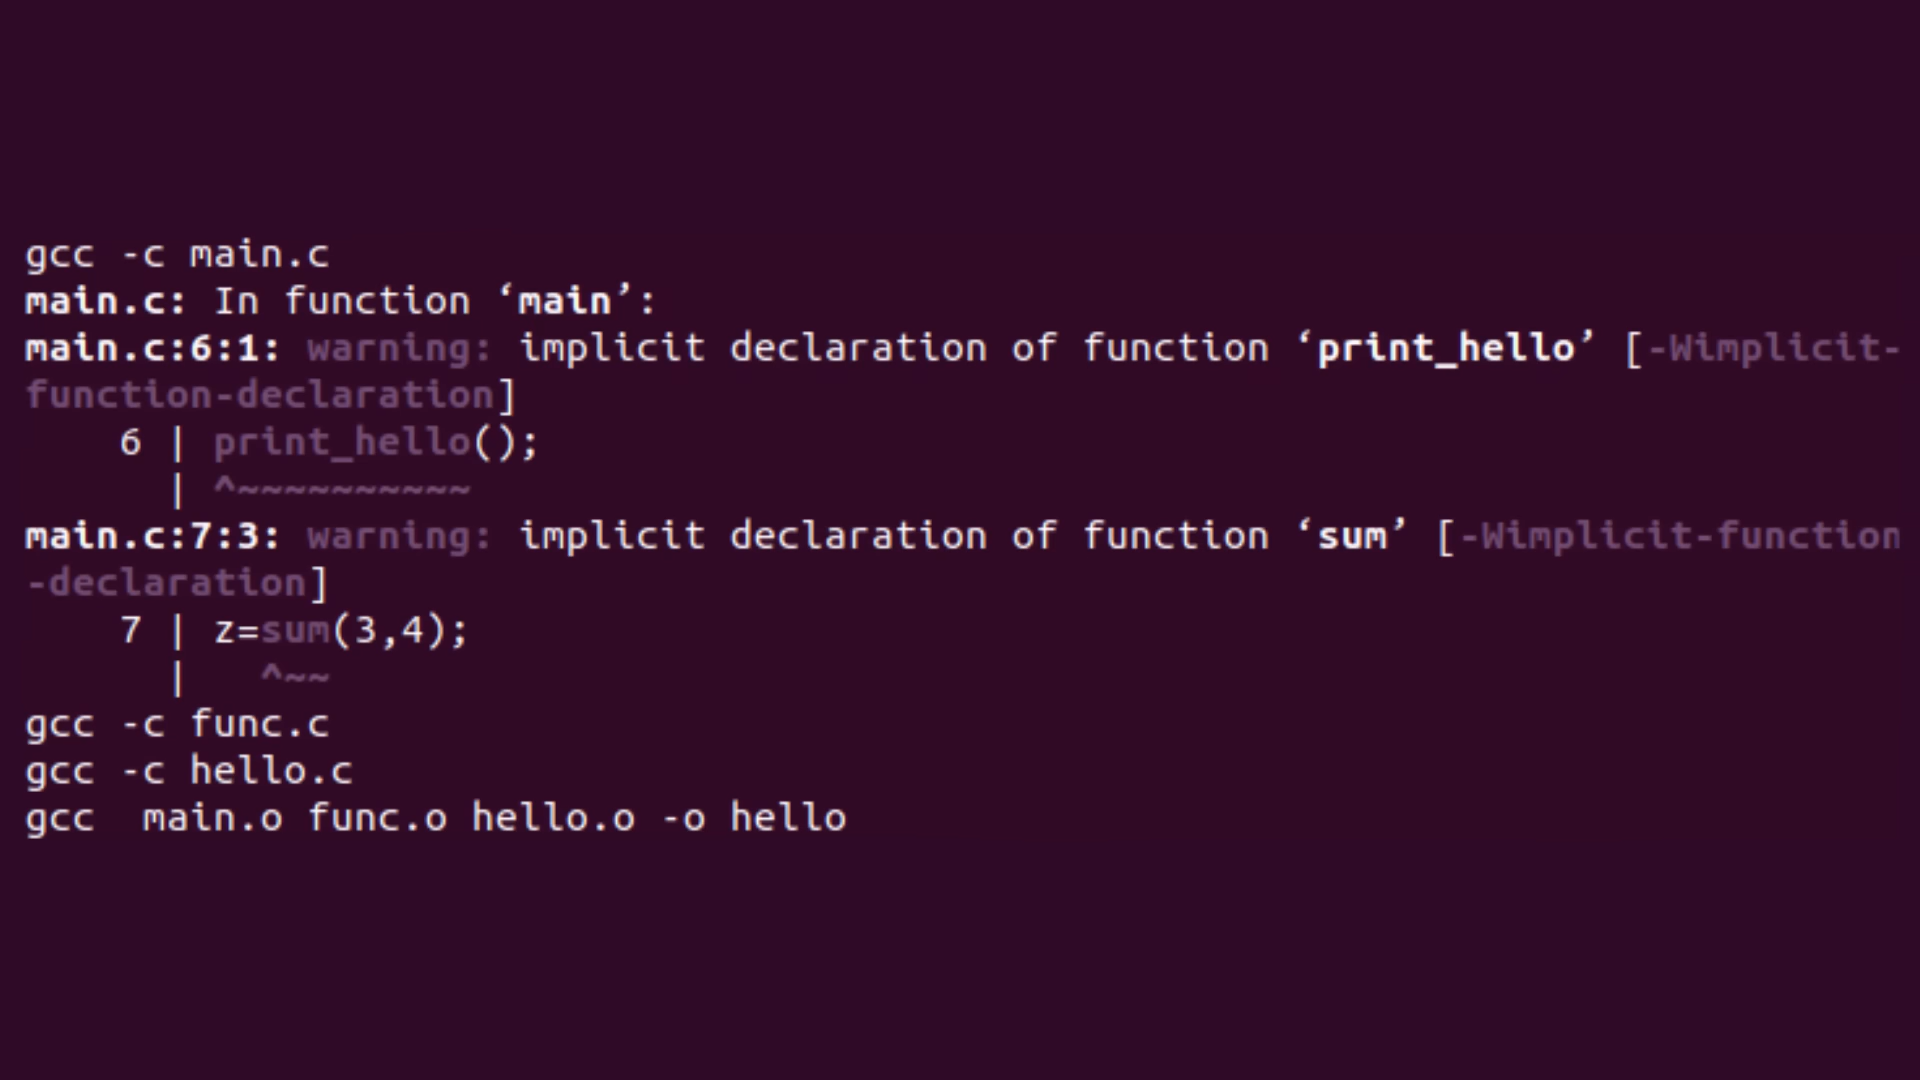 gcc -c main.c
main.c: In function ‘main’:
main.c:6:1: warning: implicit declaration of function ‘print_hello’ [-Wimplicit-
function-declaration]
    6 | print_hello();
      | ^~~~~~~~~~~
main.c:7:3: warning: implicit declaration of function ‘sum’ [-Wimplicit-function
-declaration]
    7 | z=sum(3,4);
      |   ^~~
gcc -c func.c
gcc -c hello.c
gcc  main.o func.o hello.o -o hello